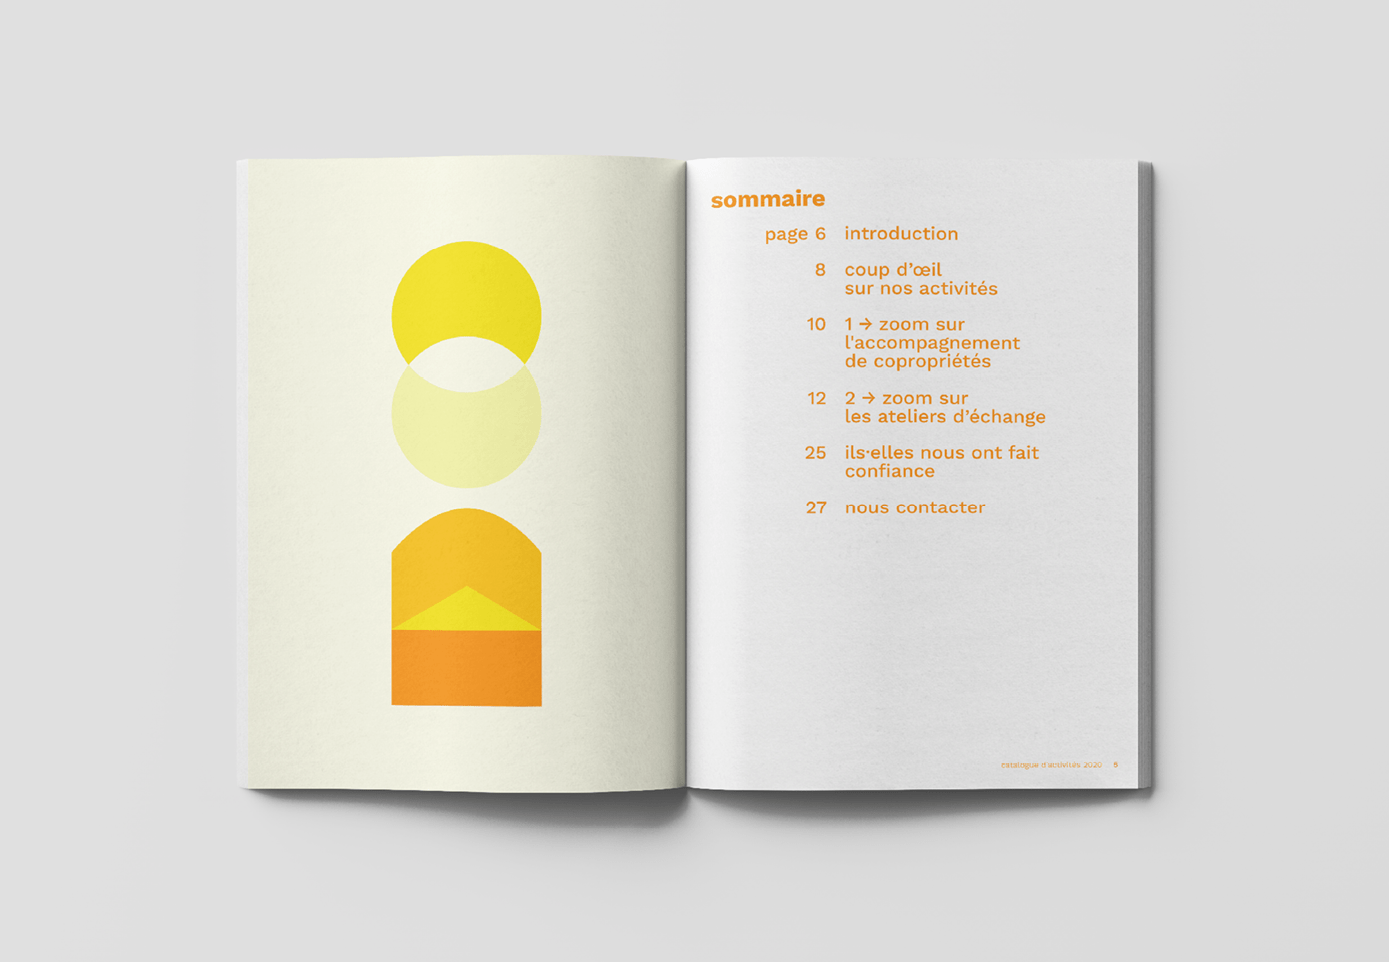 sommaire
page 6 introduction
8 coup d'œil
sur nos activités
10 1 → zoom sur
l'accompagnement
de copropriétés
12 2 → zoom sur
les ateliers d'échange
25 ils·elles nous ont fait
confiance
27 nous contacter
catalogue d'activités 2020